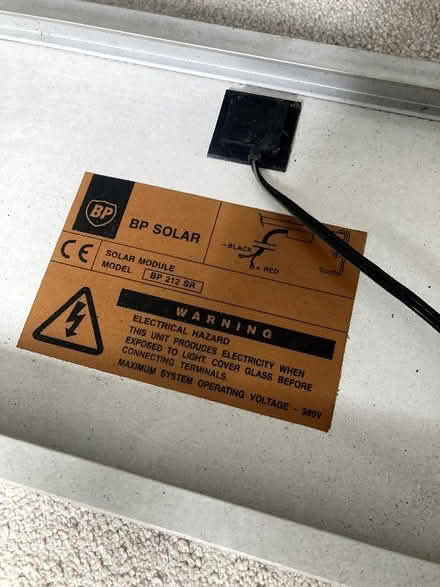 BP
BP SOLAR
- BLACK
+ RED
CE
SOLAR MODULE
MODEL BP 212 SR
WARNING
ELECTRICAL HAZARD
THIS UNIT PRODUCES ELECTRICITY WHEN
EXPOSED TO LIGHT. COVER GLASS BEFORE
CONNECTING TERMINALS.
MAXIMUM SYSTEM OPERATING VOLTAGE - 380V